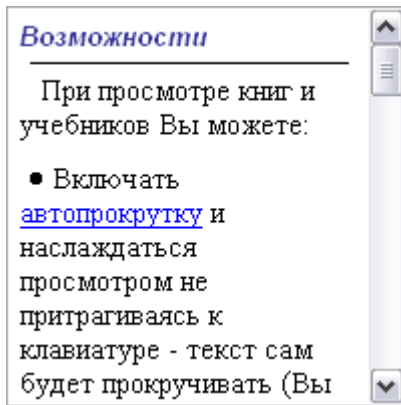 Возможности
При просмотре книг и
учебников Вы можете:
● Включать
автопрокрутку и
наслаждаться
просмотром не
притрагиваясь к
клавиатуре - текст сам
будет прокручивать (Вы